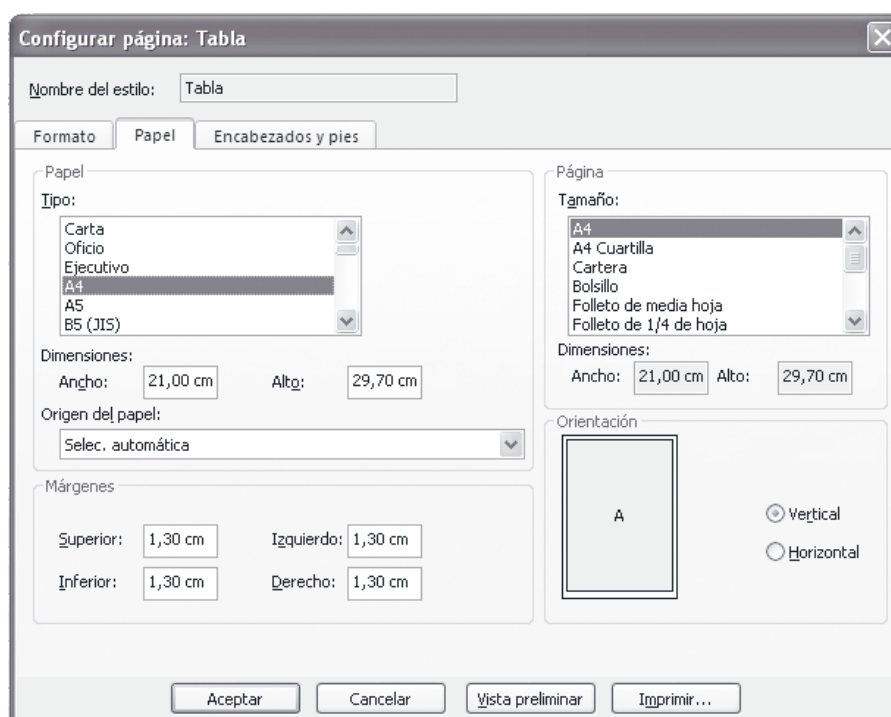 Configurar página: Tabla
Nombre del estilo: Tabla
Formato Papel Encabezados y pies
Papel
Tipo:
Carta
Oficio
Ejecutivo
A4
A5
B5 (JIS)
Dimensiones:
Ancho: 21,00 cm Alto: 29,70 cm
Origen del papel:
Selec. automática
Márgenes
Superior: 1,30 cm Izquierdo: 1,30 cm
Inferior: 1,30 cm Derecho: 1,30 cm
Página
Tamaño:
A4
A4 Cuartilla
Cartera
Bolsillo
Folleto de media hoja
Folleto de 1/4 de hoja
Dimensiones:
Ancho: 21,00 cm Alto: 29,70 cm
Orientación
A
Vertical
Horizontal
Aceptar Cancelar Vista preliminar Imprimir...